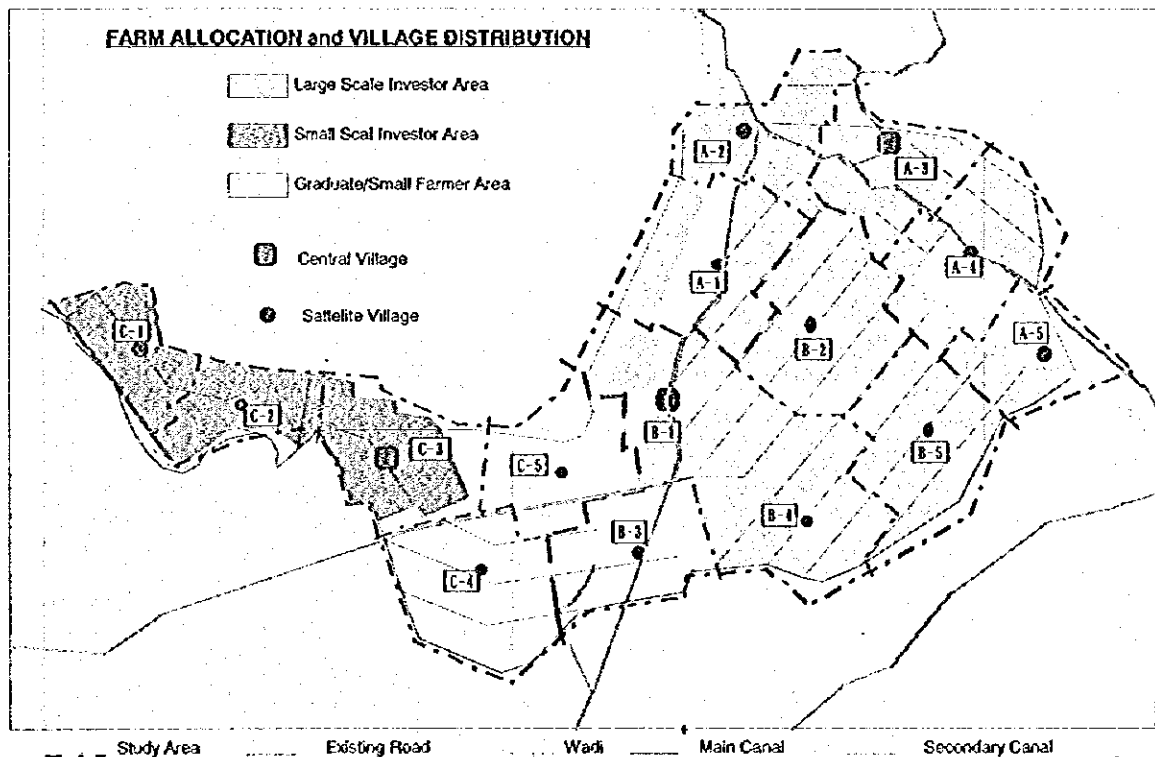 FARM ALLOCATION and VILLAGE DISTRIBUTION
Large Scale Investor Area
Small Scal Investor Area
Graduate/Small Farmer Area
Central Village
Sattelite Village
A-2
A-3
A-1
A-4
A-5
B-2
C-1
C-2
C-3
B-1
B-5
C-5
B-4
B-3
C-4
Study Area Existing Road Wadi Main Canal Secondary Canal